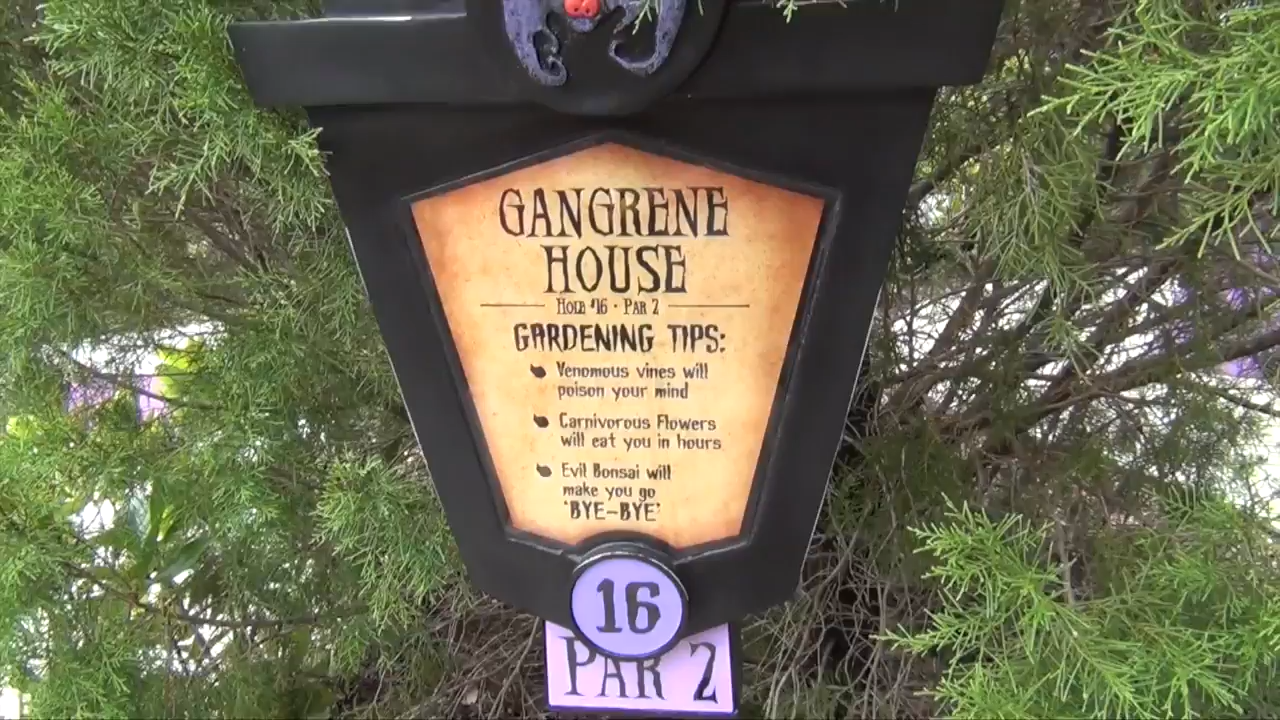 GANGRENE
HOUSE
HOLE #16 · PAR 2
GARDENING TIPS:
Venomous vines will
poison your mind
Carnivorous Flowers
will eat you in hours
Evil Bonsai will
make you go
'BYE-BYE'
16
PAR 2